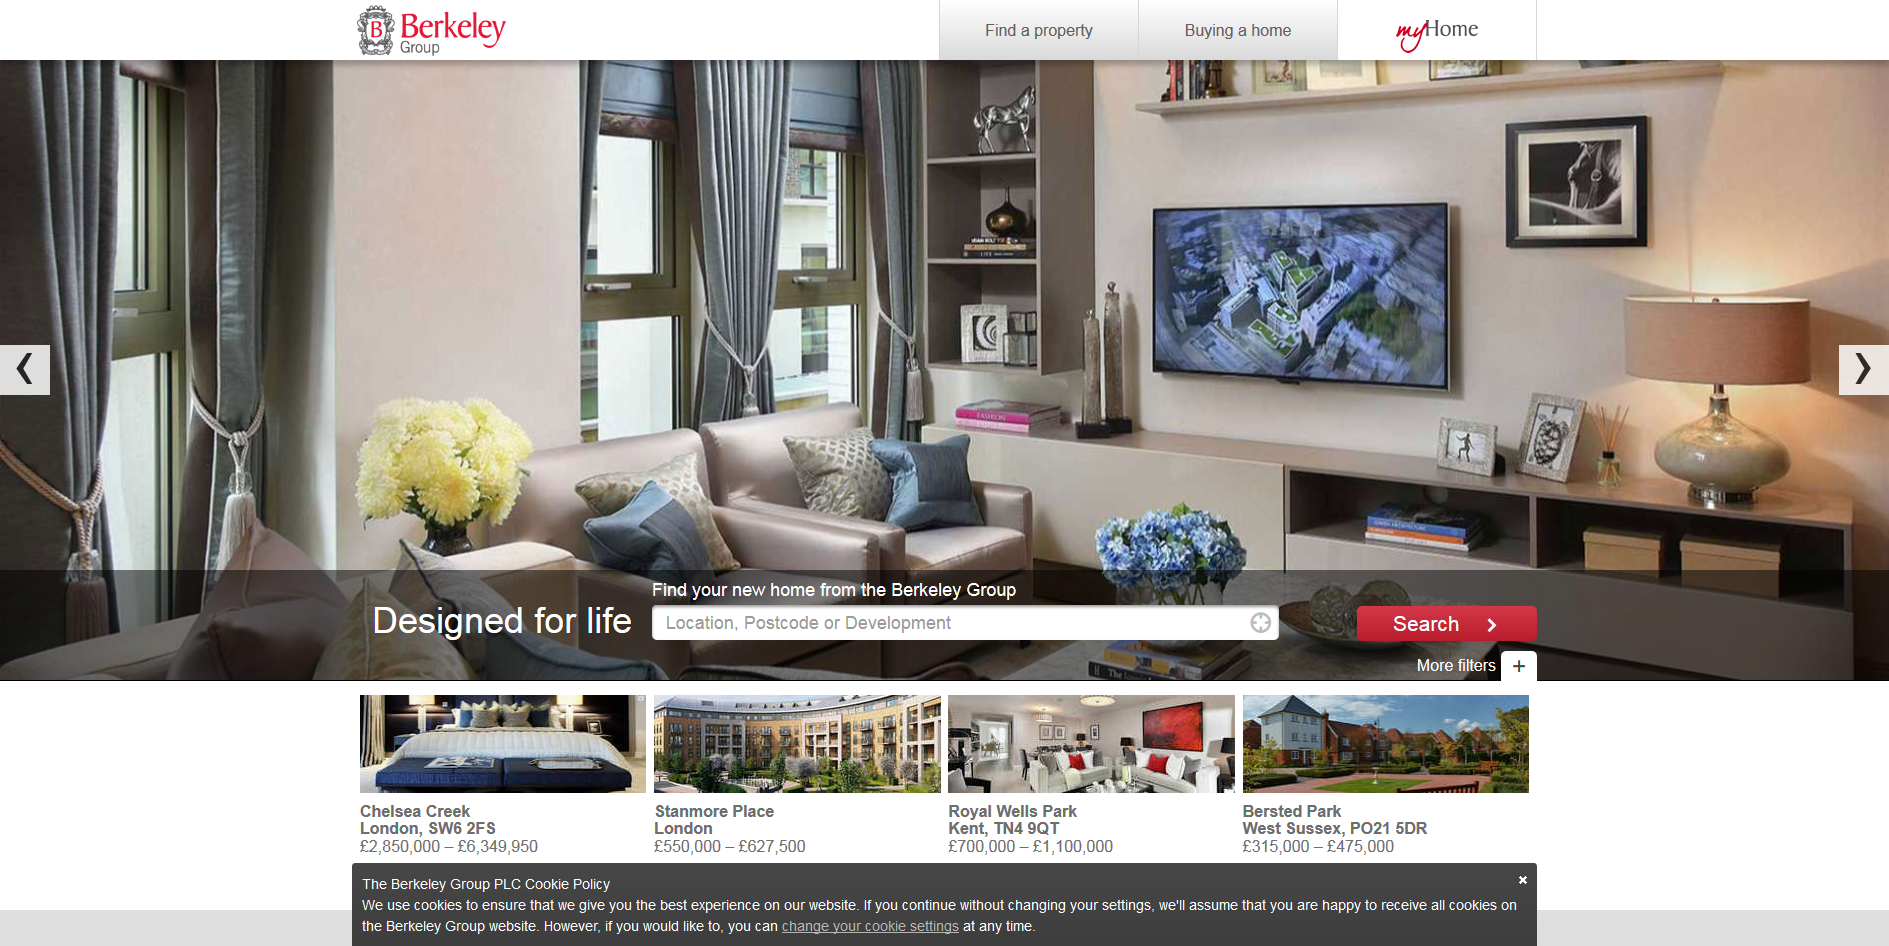 B Berkeley
Group
Find a property
Buying a home
myHome
FASHION
Find your new home from the Berkeley Group
Designed for life
Location, Postcode or Development
Search
More filters +
Chelsea Creek
London, SW6 2FS
£2,850,000 – £6,349,950
Stanmore Place
London
£550,000 – £627,500
Royal Wells Park
Kent, TN4 9QT
£700,000 – £1,100,000
Bersted Park
West Sussex, PO21 5DR
£315,000 – £475,000
The Berkeley Group PLC Cookie Policy
We use cookies to ensure that we give you the best experience on our website. If you continue without changing your settings, we'll assume that you are happy to receive all cookies on
the Berkeley Group website. However, if you would like to, you can change your cookie settings at any time.